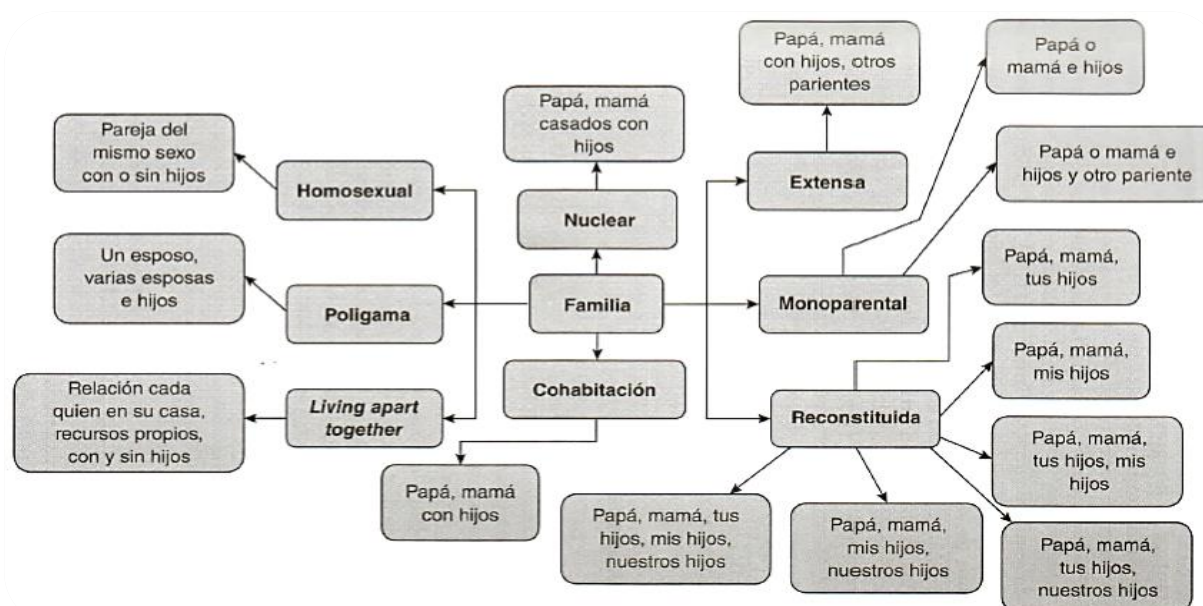 Papá, mamá
con hijos, otros
parientes
Papá o
mamá e hijos
Papá, mamá
casados con
hijos
Pareja del
mismo sexo
con o sin hijos
Papá o mamá e
hijos y otro pariente
Homosexual
Extensa
Nuclear
Un esposo,
varias esposas
e hijos
Papá, mamá,
tus hijos
Poligama
Familia
Monoparental
Papá, mamá,
mis hijos
Cohabitación
Relación cada
quien en su casa,
recursos propios,
con y sin hijos
Living apart
together
Reconstituida
Papá, mamá,
tus hijos, mis
hijos
Papá, mamá
con hijos
Papá, mamá, tus
hijos, mis hijos,
nuestros hijos
Papá, mamá,
mis hijos,
nuestros hijos
Papá, mamá,
tus hijos,
nuestros hijos